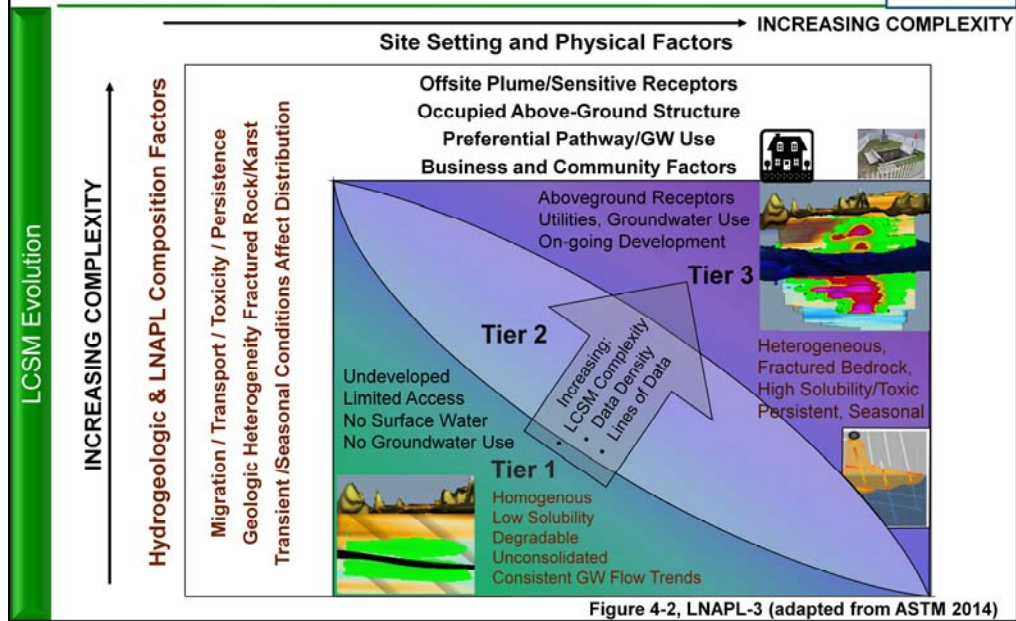 INCREASING COMPLEXITY
Site Setting and Physical Factors
LCSM Evolution
INCREASING COMPLEXITY
Hydrogeologic & LNAPL Composition Factors
Migration / Transport / Toxicity / Persistence
Geologic Heterogeneity Fractured Rock/Karst
Transient /Seasonal Conditions Affect Distribution
Offsite Plume/Sensitive Receptors
Occupied Above-Ground Structure
Preferential Pathway/GW Use
Business and Community Factors
Aboveground Receptors
Utilities, Groundwater Use
On-going Development
Tier 3
Tier 2
Increasing:
• LCSM Complexity
• Data Density
• Lines of Data
Heterogeneous,
Fractured Bedrock,
High Solubility/Toxic
Persistent, Seasonal
Undeveloped
Limited Access
No Surface Water
No Groundwater Use
Tier 1
Homogenous
Low Solubility
Degradable
Unconsolidated
Consistent GW Flow Trends
Figure 4-2, LNAPL-3 (adapted from ASTM 2014)